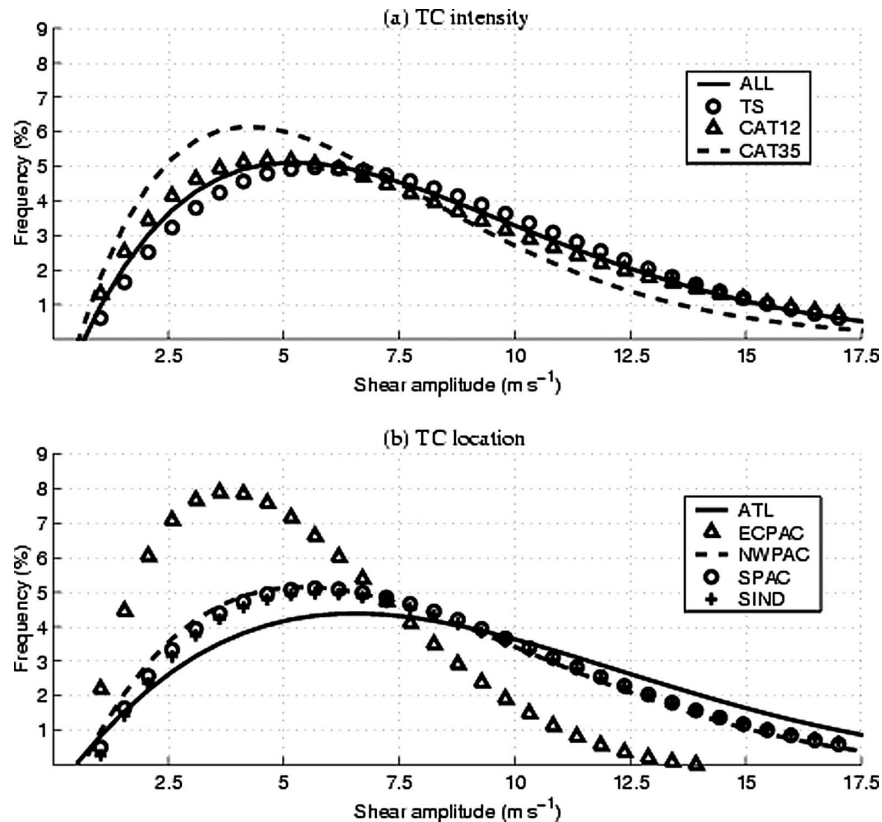 (a) TC intensity
9
8
7
6
5
4
3
2
1
Frequency (%)
ALL
TS
CAT12
CAT35
2.5 5 7.5 10 12.5 15 17.5
Shear amplitude (m s⁻¹)
(b) TC location
9
8
7
6
5
4
3
2
1
Frequency (%)
ATL
ECPAC
NWPAC
SPAC
SIND
2.5 5 7.5 10 12.5 15 17.5
Shear amplitude (m s⁻¹)